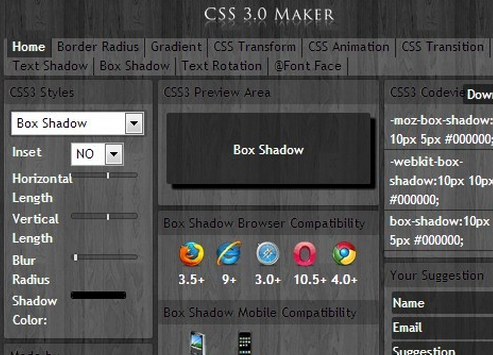 CSS 3.0 MAKER
Home Border Radius Gradient CSS Transform CSS Animation CSS Transition
Text Shadow Box Shadow Text Rotation @Font Face
CSS3 Styles
Box Shadow
Inset NO
Horizontal
Length
Vertical
Length
Blur
Radius
Shadow
Color:
CSS3 Preview Area
Box Shadow
Box Shadow Browser Compatibility
3.5+ 9+ 3.0+ 10.5+ 4.0+
Box Shadow Mobile Compatibility
CSS3 Codevie
Down
-moz-box-shadow:
10px 5px #000000;
-webkit-box-
shadow:10px 10px
#000000;
box-shadow:10px
5px #000000;
Your Suggestion
Name
Email
Suggestion